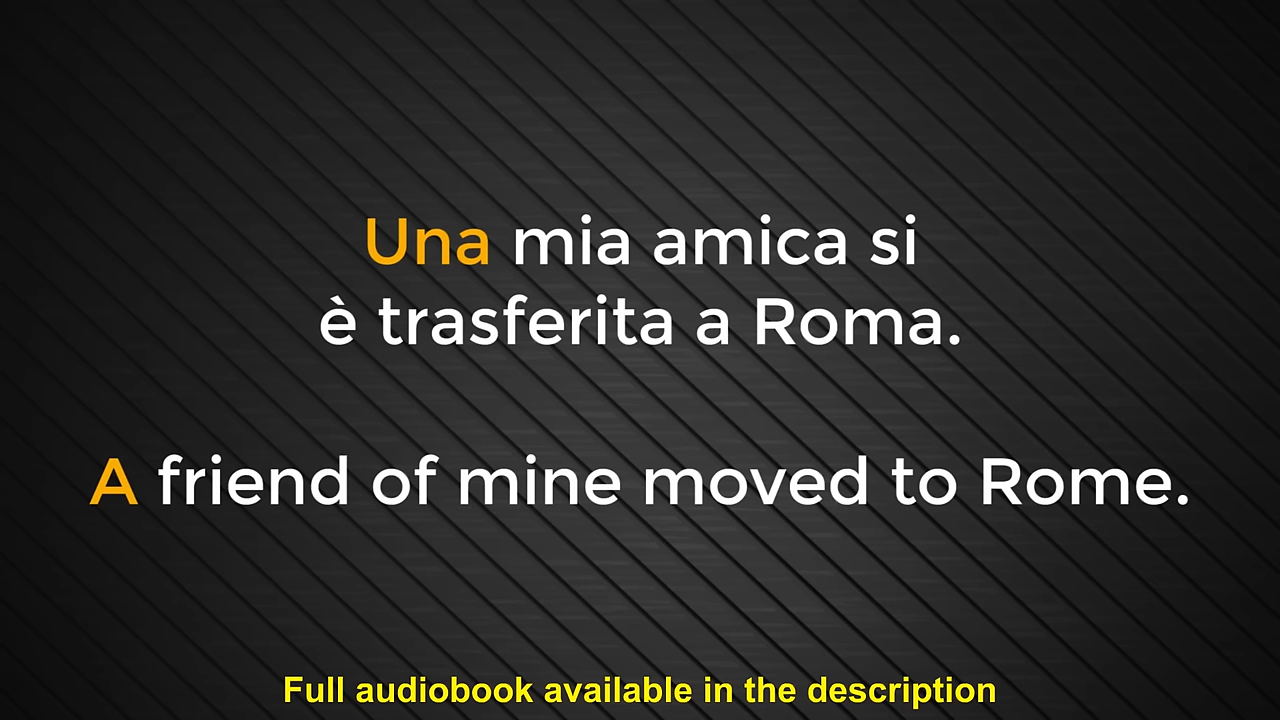 Una mia amica si
è trasferita a Roma.
A friend of mine moved to Rome.
Full audiobook available in the description